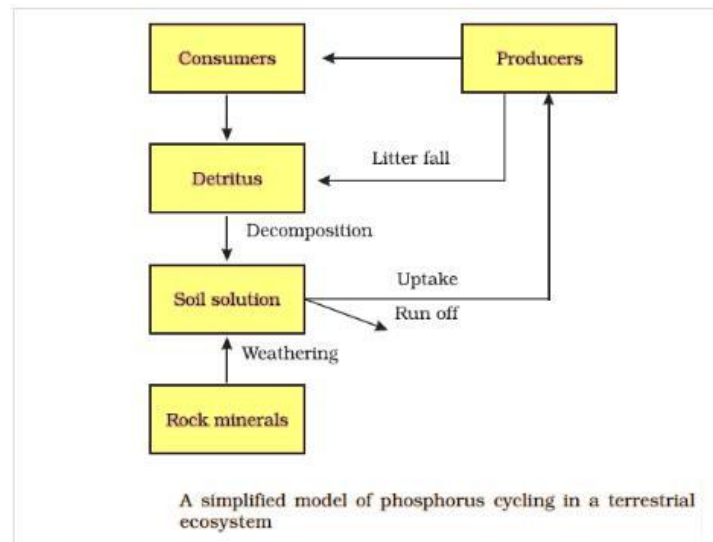 Consumers
Producers
Litter fall
Detritus
Decomposition
Soil solution
Uptake
Run off
Weathering
Rock minerals
A simplified model of phosphorus cycling in a terrestrial
ecosystem